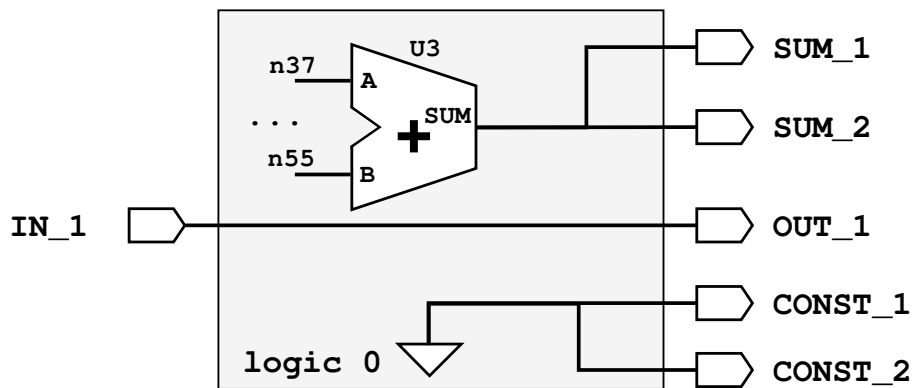 U3
SUM_1
n37
A
...
SUM
+
SUM_2
n55
B
IN_1
OUT_1
CONST_1
logic 0
CONST_2